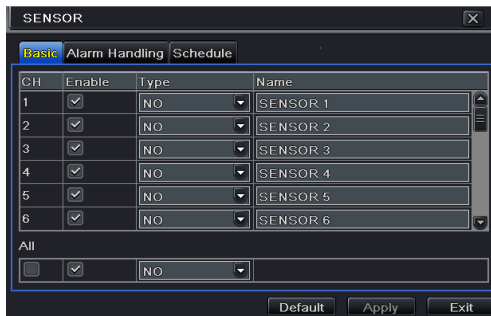 SENSOR
Basic Alarm Handling Schedule
CH Enable Type Name
1 NO SENSOR 1
2 NO SENSOR 2
3 NO SENSOR 3
4 NO SENSOR 4
5 NO SENSOR 5
6 NO SENSOR 6
All
NO
Default Apply Exit